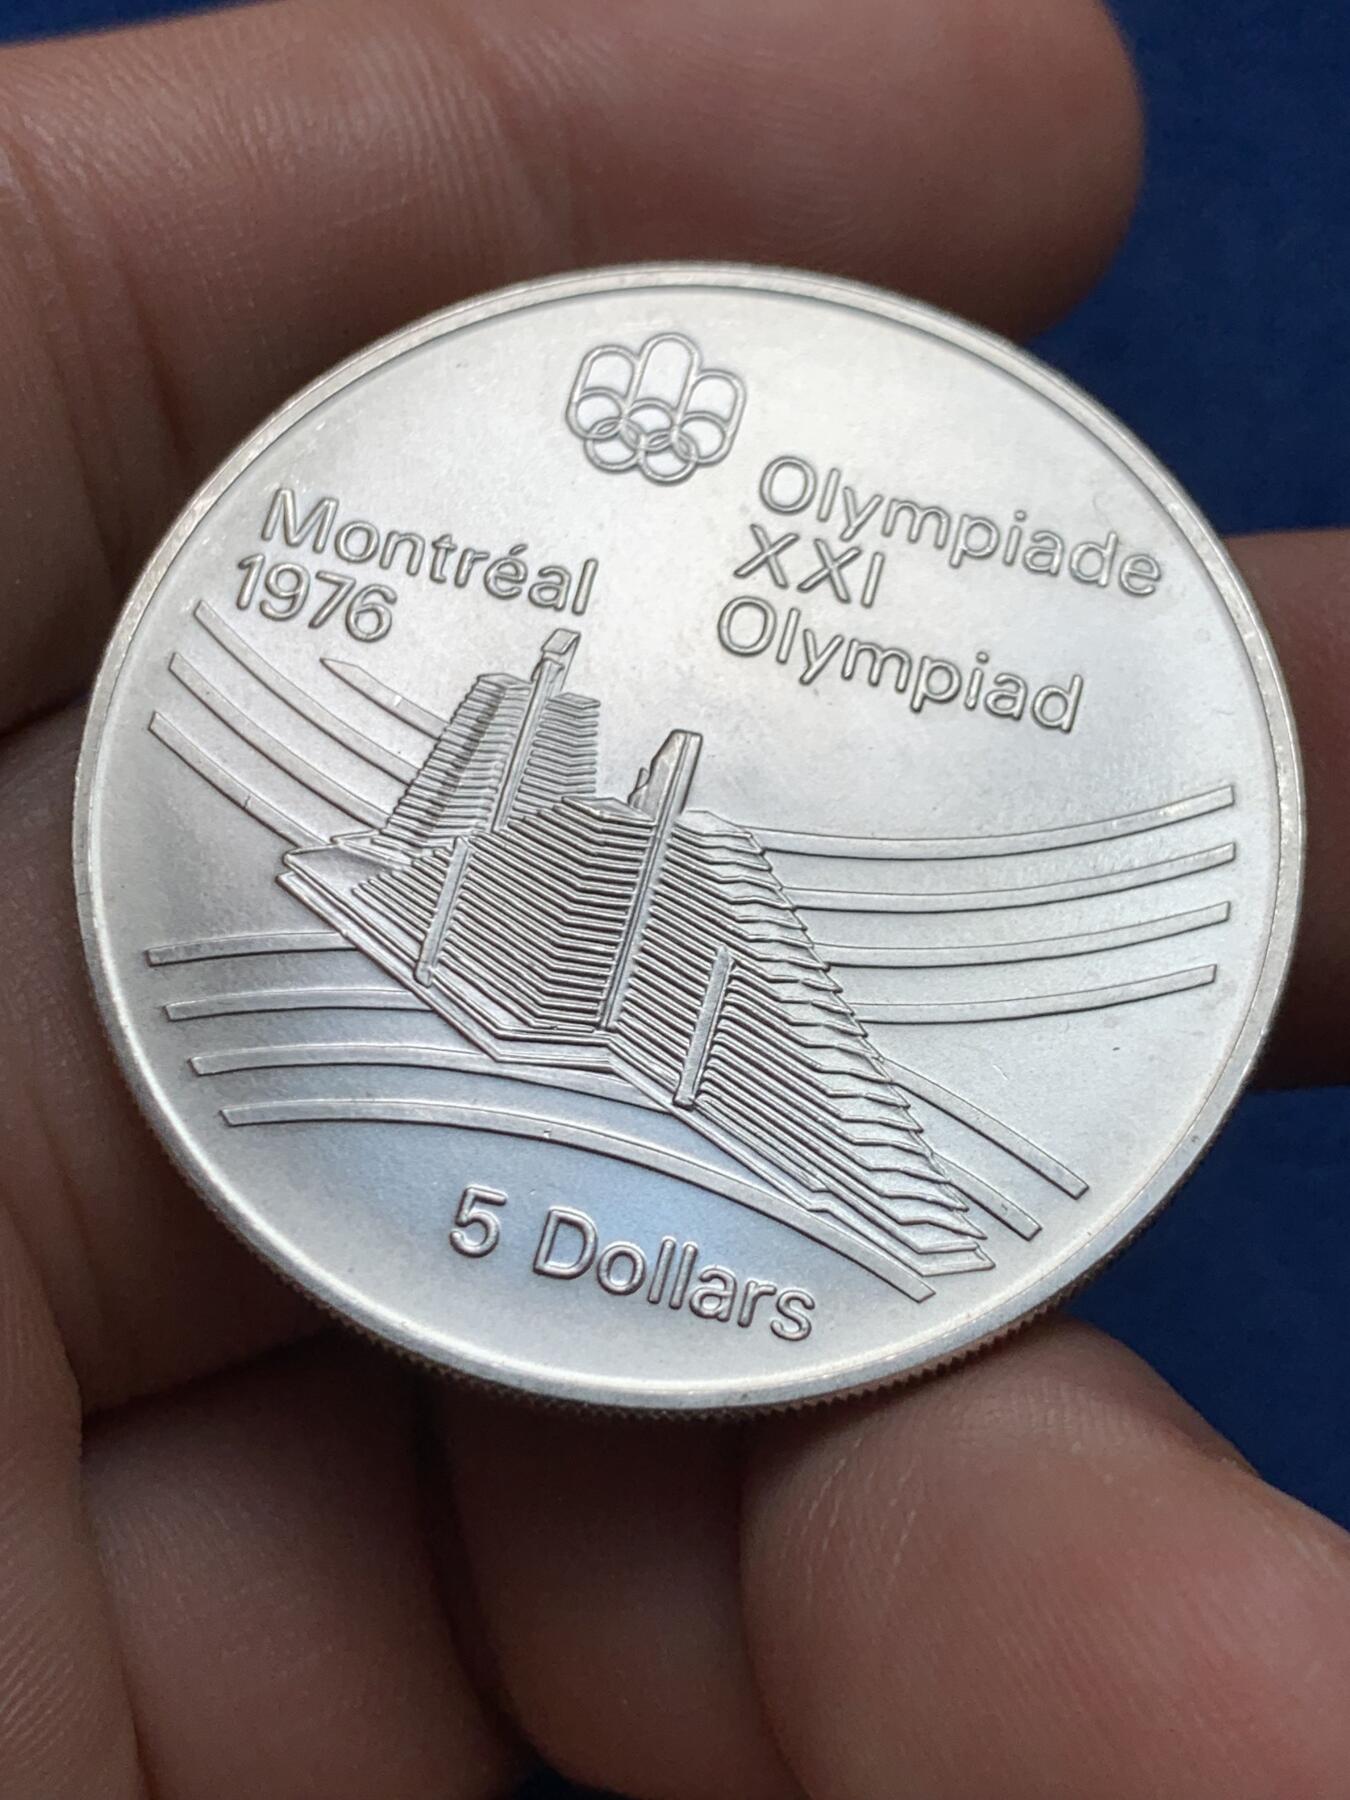 Montréal
1976
Olympiade
XXI
Olympiad
5 Dollars